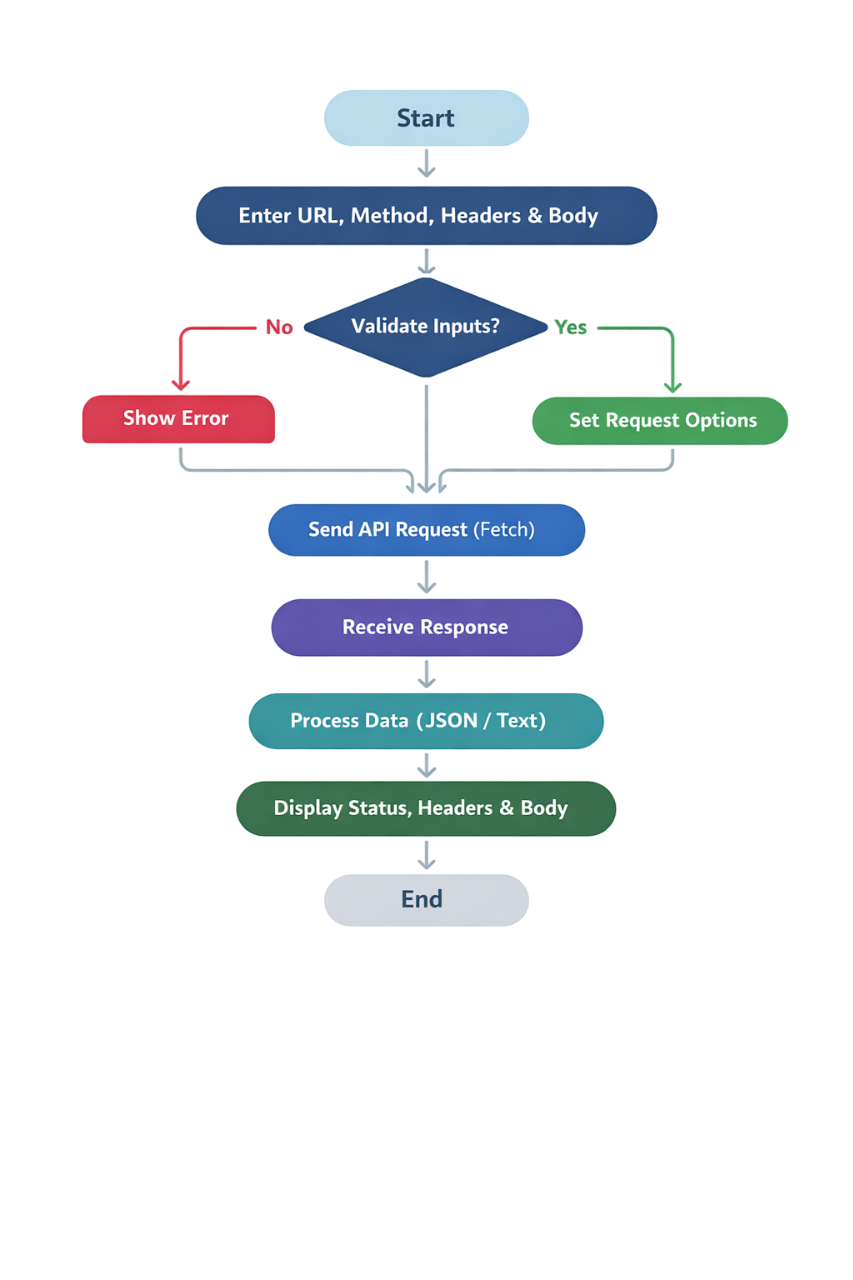 Start
Enter URL, Method, Headers & Body
Validate Inputs?
No
Yes
Show Error
Set Request Options
Send API Request (Fetch)
Receive Response
Process Data (JSON / Text)
Display Status, Headers & Body
End